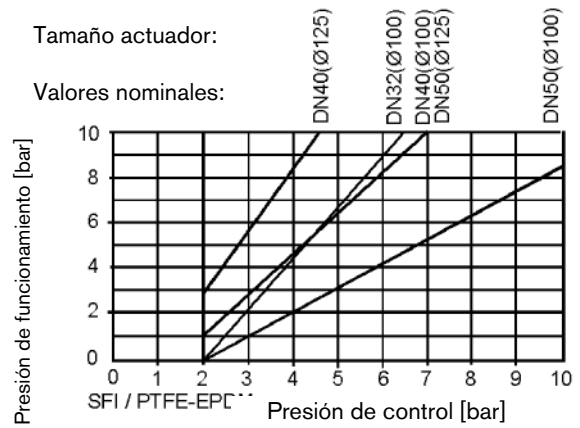 Tamaño actuador:
Valores nominales:
DN40(Ø125)
DN32(Ø100)
DN40(Ø100)
DN50(Ø125)
DN50(Ø100)
Presión de funcionamiento [bar]
10
8
6
4
2
0
0 1 2 3 4 5 6 7 8 9 10
SFI / PTFE-
Presión de control [bar]